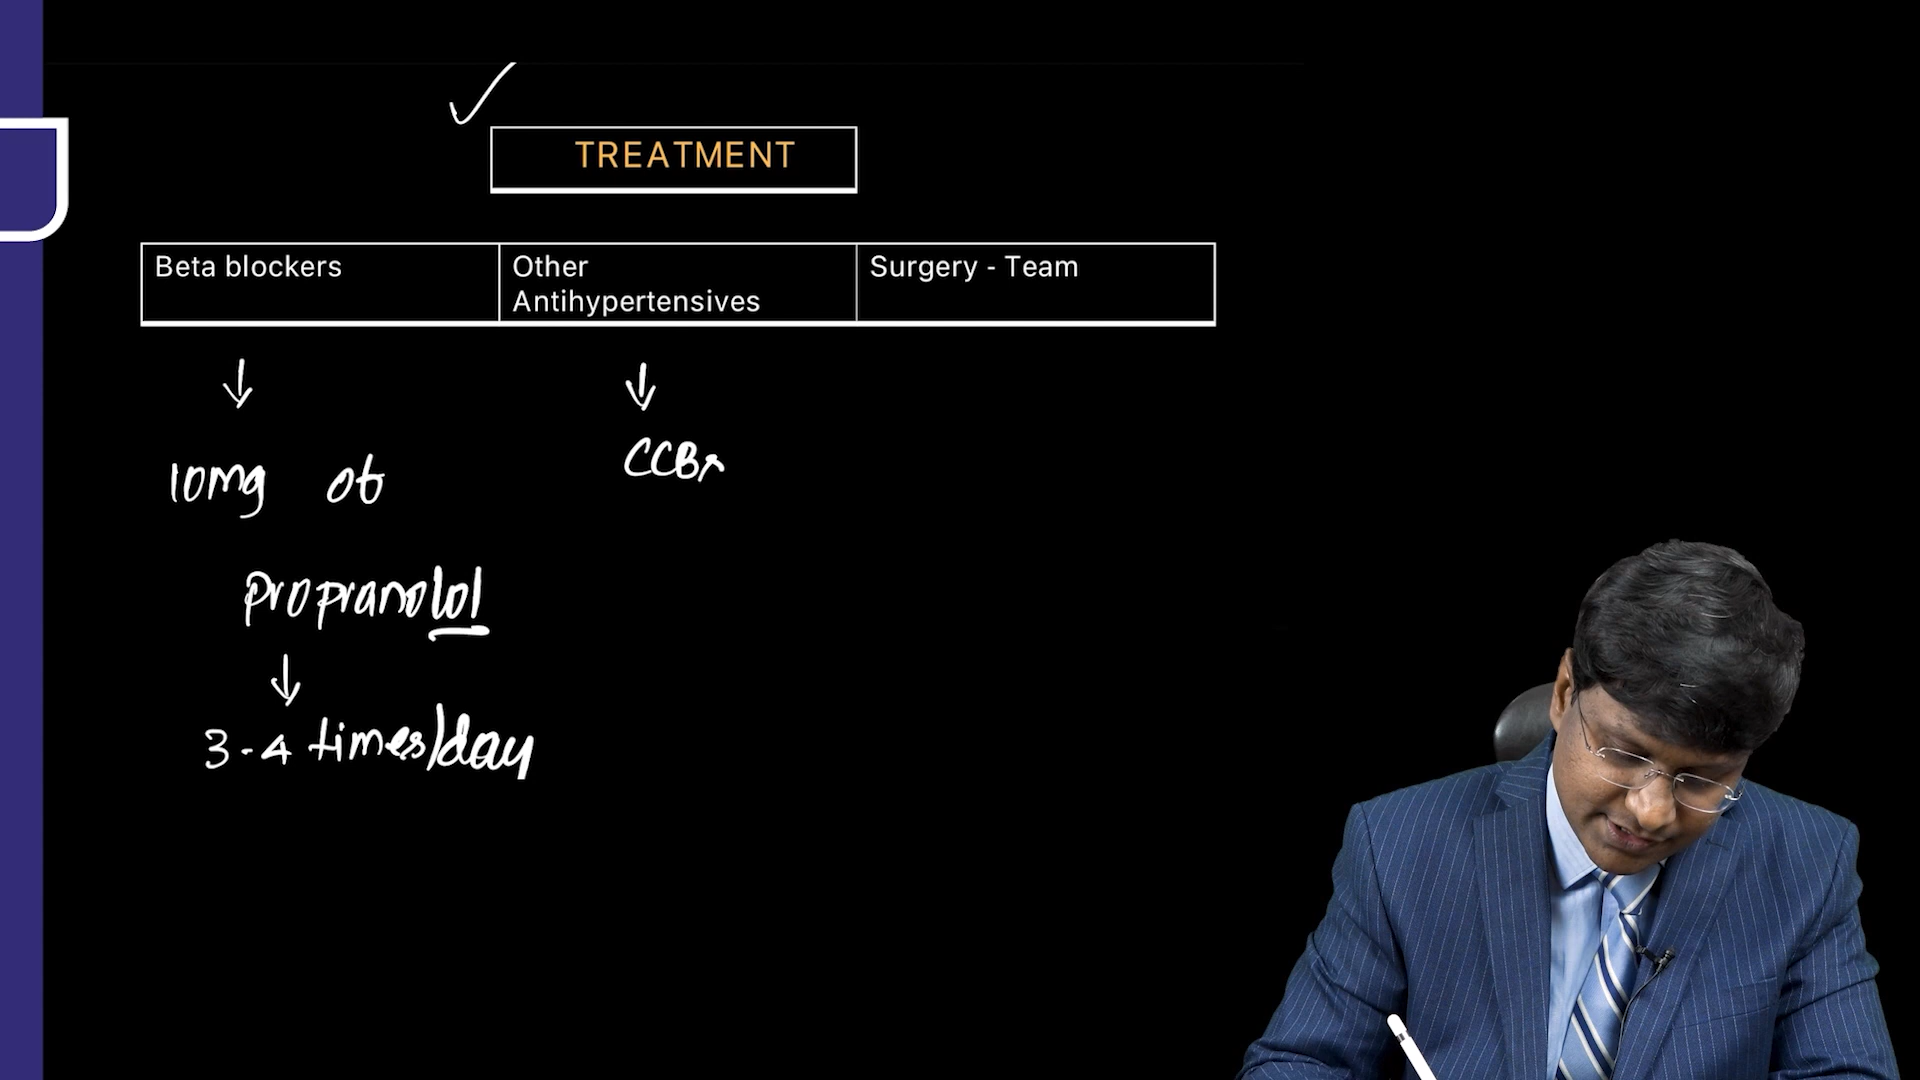 TREATMENT
Beta blockers
Other
Antihypertensives
Surgery - Team
10mg of
propranolol
3-4 times/day
CCBs